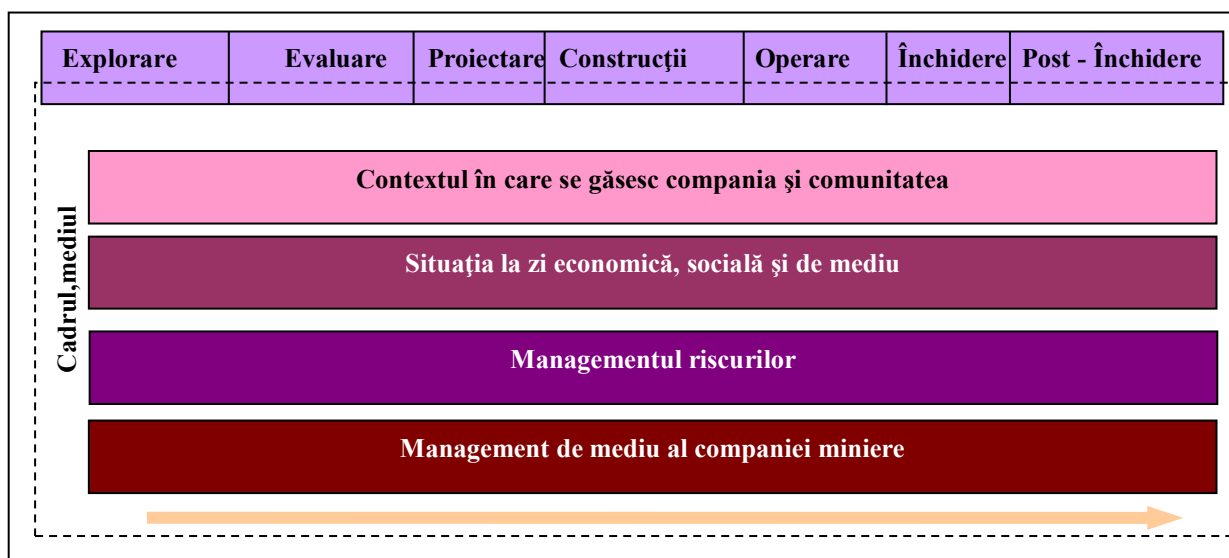 Explorare Evaluare Proiectare Construcţii Operare Închidere Post - Închidere
Cadrul,mediul
Contextul în care se găsesc compania şi comunitatea
Situaţia la zi economică, socială şi de mediu
Managementul riscurilor
Management de mediu al companiei miniere